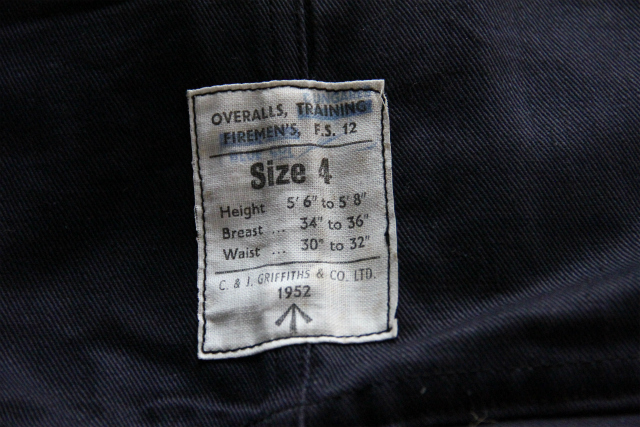 OVERALLS, TRAINING
FIREMEN'S, F.S. 12
Size 4
Height 5' 6" to 5' 8"
Breast ... 34" to 36"
Waist ... 30" to 32"
C. & J. GRIFFITHS & CO. LTD.
1952